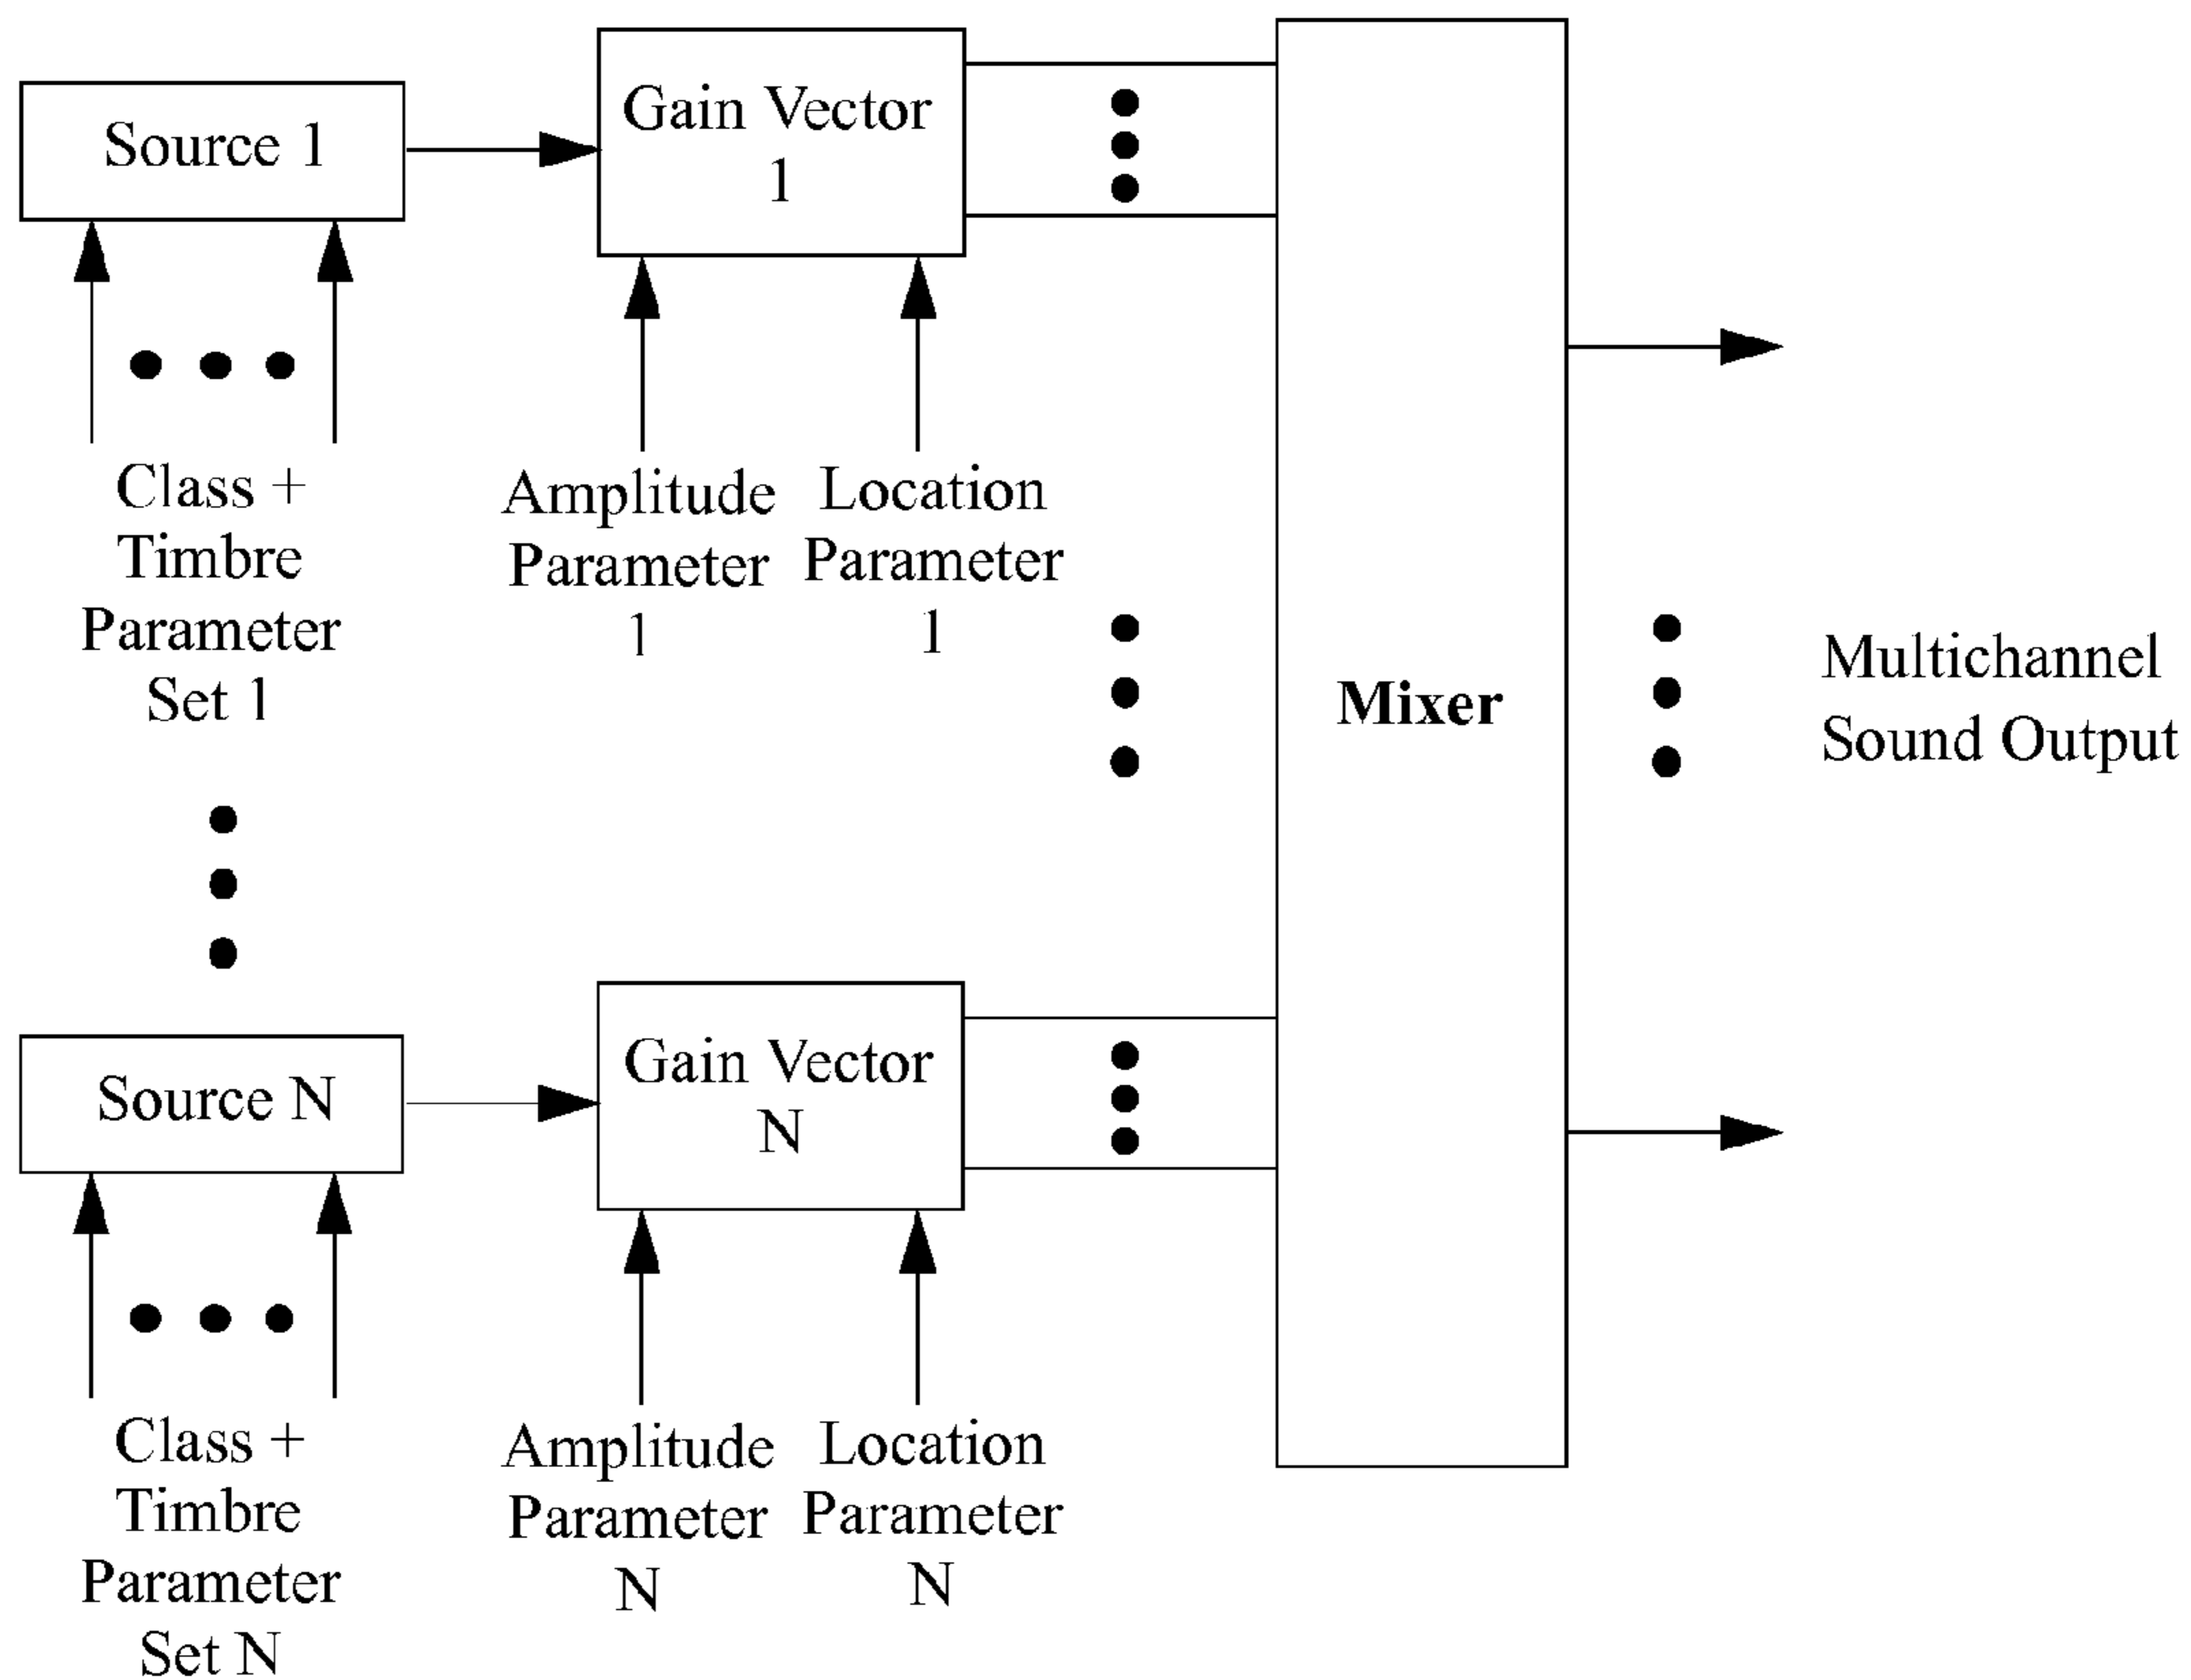 Source 1
Gain Vector
1
Class +
Timbre
Parameter
Set 1
Amplitude
Parameter
1
Location
Parameter
1
Mixer
Multichannel
Sound Output
Source N
Gain Vector
N
Class +
Timbre
Parameter
Set N
Amplitude
Parameter
N
Location
Parameter
N